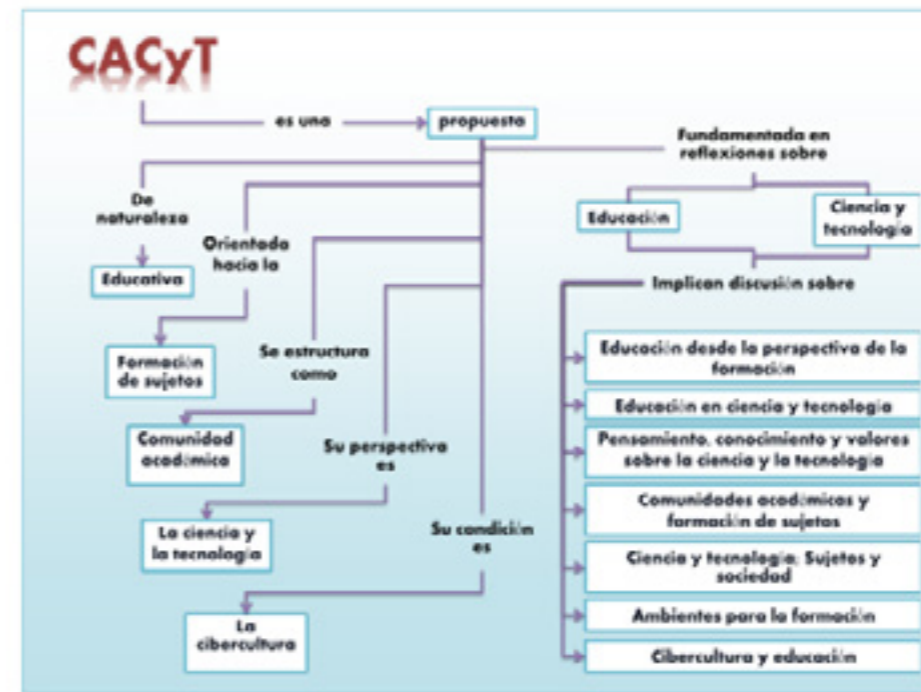 CACyT
es una
propuesta
Fundamentada en
reflexiones sobre
De
naturaleza
Educación
Ciencia y
tecnología
Orientada
hacia la
Educativa
Implican discusión sobre
Formación
de sujetos
Se estructura
como
Educación desde la perspectiva de la
formación
Educación en ciencia y tecnología
Comunidad
académica
Su perspectiva
es
Pensamiento, conocimiento y valores
sobre la ciencia y la tecnología
Comunidades académicas y
formación de sujetos
La ciencia y
la tecnología
Su condición
es
Ciencia y tecnología; Sujetos y
sociedad
La
cibercultura
Ambientes para la formación
Cibercultura y educación